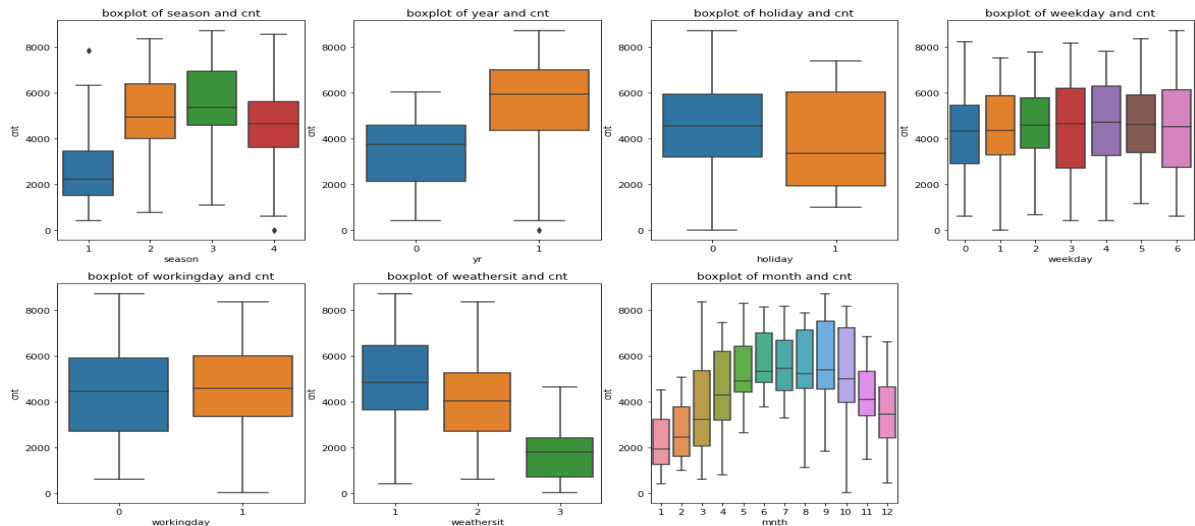 boxplot of season and cnt
boxplot of year and cnt
boxplot of holiday and cnt
boxplot of weekday and cnt
8000
6000
4000
2000
0
cnt
1 2 3 4
season
8000
6000
4000
2000
0
cnt
0 1
yr
8000
6000
4000
2000
0
cnt
0 1
holiday
8000
6000
4000
2000
0
cnt
0 1 2 3 4 5 6
weekday
boxplot of workingday and cnt
boxplot of weathersit and cnt
boxplot of month and cnt
8000
6000
4000
2000
0
cnt
0 1
workingday
8000
6000
4000
2000
0
cnt
1 2 3
weathersit
8000
6000
4000
2000
0
cnt
1 2 3 4 5 6 7 8 9 10 11 12
mnth